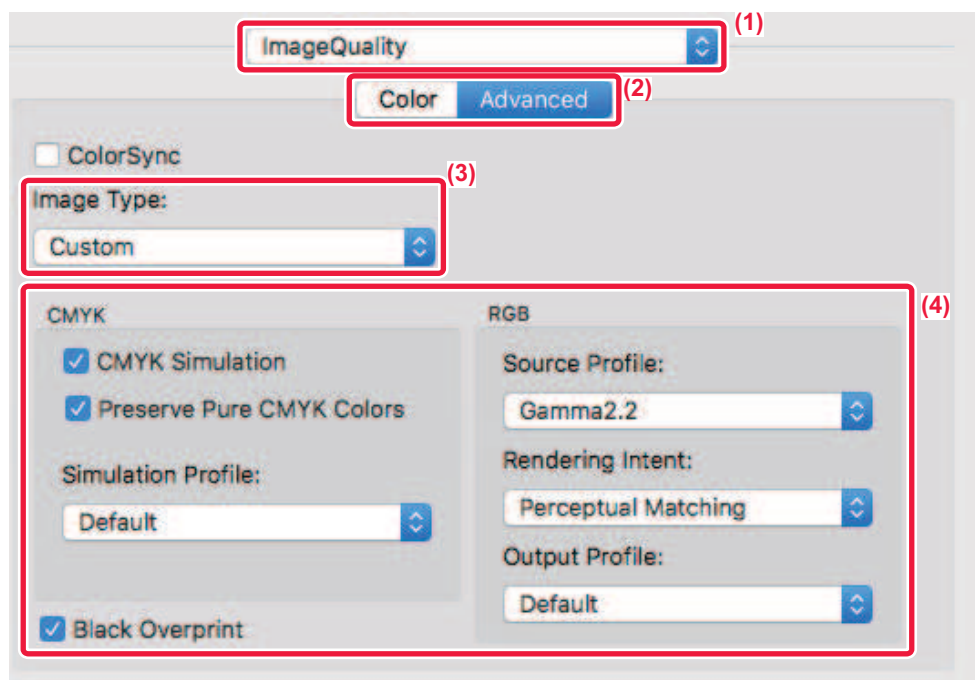 (1)
ImageQuality
(2)
Color Advanced
ColorSync
(3)
Image Type:
Custom
(4)
CMYK
CMYK Simulation
Preserve Pure CMYK Colors
Simulation Profile:
Default
Black Overprint
RGB
Source Profile:
Gamma2.2
Rendering Intent:
Perceptual Matching
Output Profile:
Default